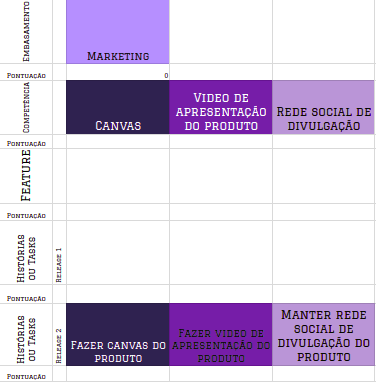 Embasamento
Marketing
Pontuação
0
Competência
Canvas
Video de
apresentação
do produto
Rede social de
divulgação
Pontuação
Feature
Pontuação
Histórias
ou Tasks
Release 1
Pontuação
Histórias
ou Tasks
Release 2
Fazer canvas do
produto
Fazer video de
apresentação do
produto
Manter rede
social de
divulgação do
produto
Pontuação